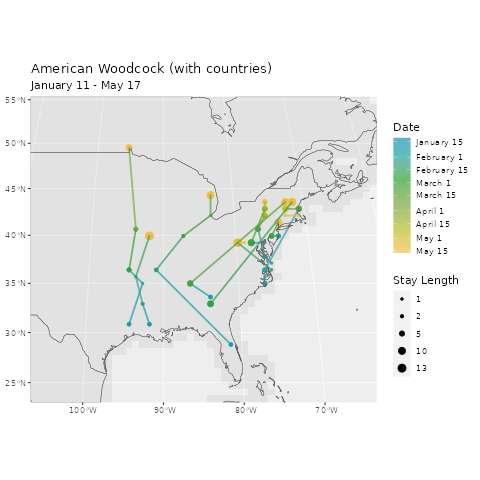 American Woodcock (with countries)
January 11 - May 17
55°N
50°N
45°N
40°N
35°N
30°N
25°N
100°W
90°W
80°W
70°W
Date
January 15
February 1
February 15
March 1
March 15
April 1
April 15
May 1
May 15
Stay Length
1
2
5
10
13